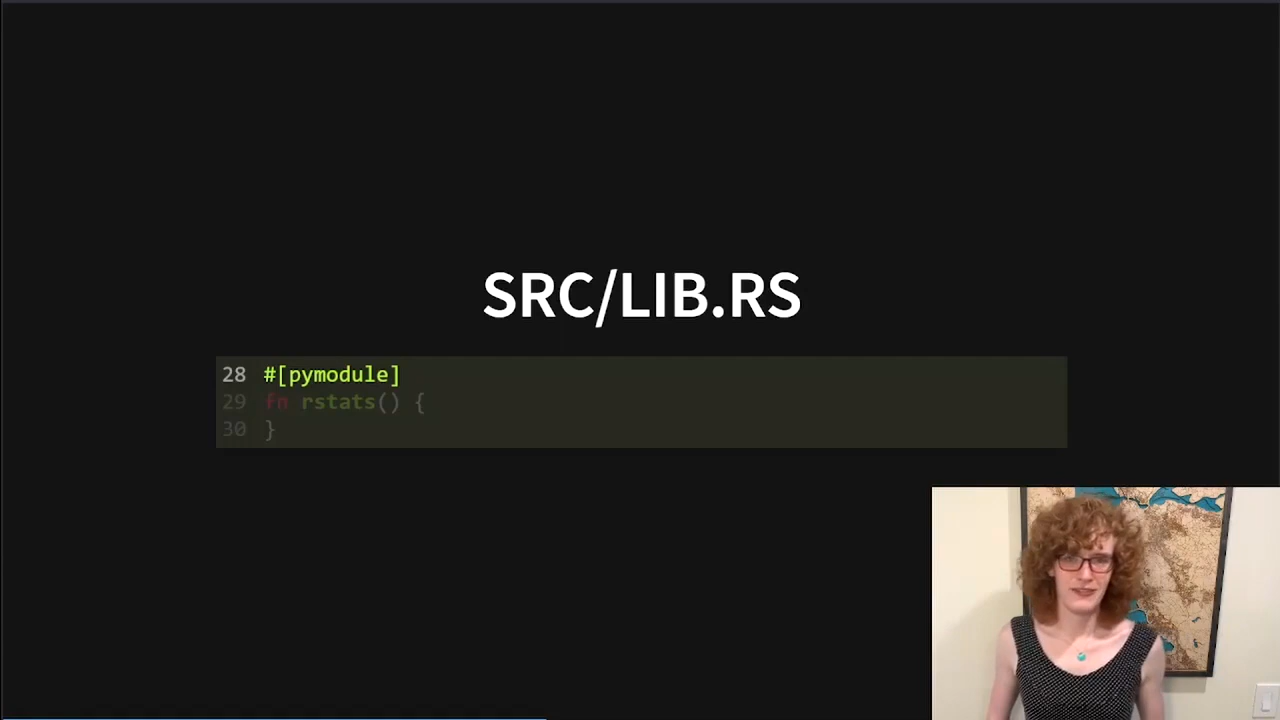 SRC/LIB.RS
28 #[pymodule]
29 fn rstats() {
30 }